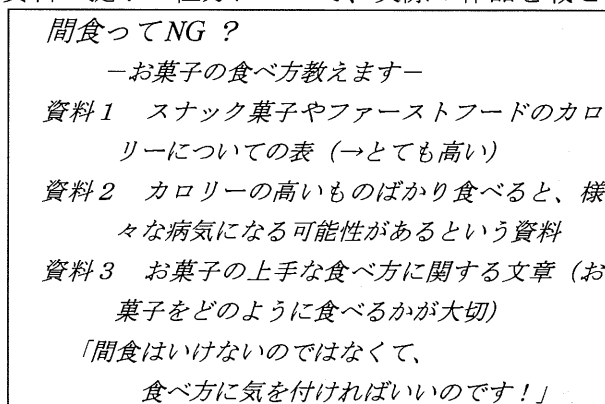 間食ってNG ?
－お菓子の食べ方教えます－
資料１ スナック菓子やファーストフードのカロ
リーについての表（→とても高い）
資料２ カロリーの高いものばかり食べると、様
々な病気になる可能性があるという資料
資料３ お菓子の上手な食べ方に関する文章（お
菓子をどのように食べるかが大切）
「間食はいけないのではなくて、
食べ方に気を付ければいいのです！」